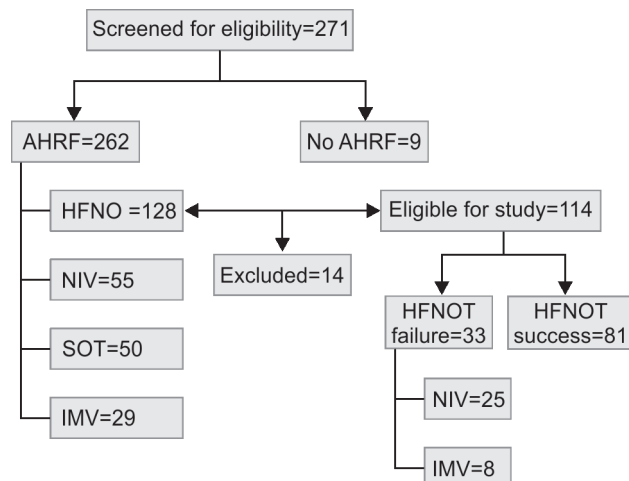 Screened for eligibility=271
AHRF=262
No AHRF=9
HFNO =128
Eligible for study=114
Excluded=14
NIV=55
HFNOT
failure=33
HFNOT
success=81
SOT=50
NIV=25
IMV=29
IMV=8